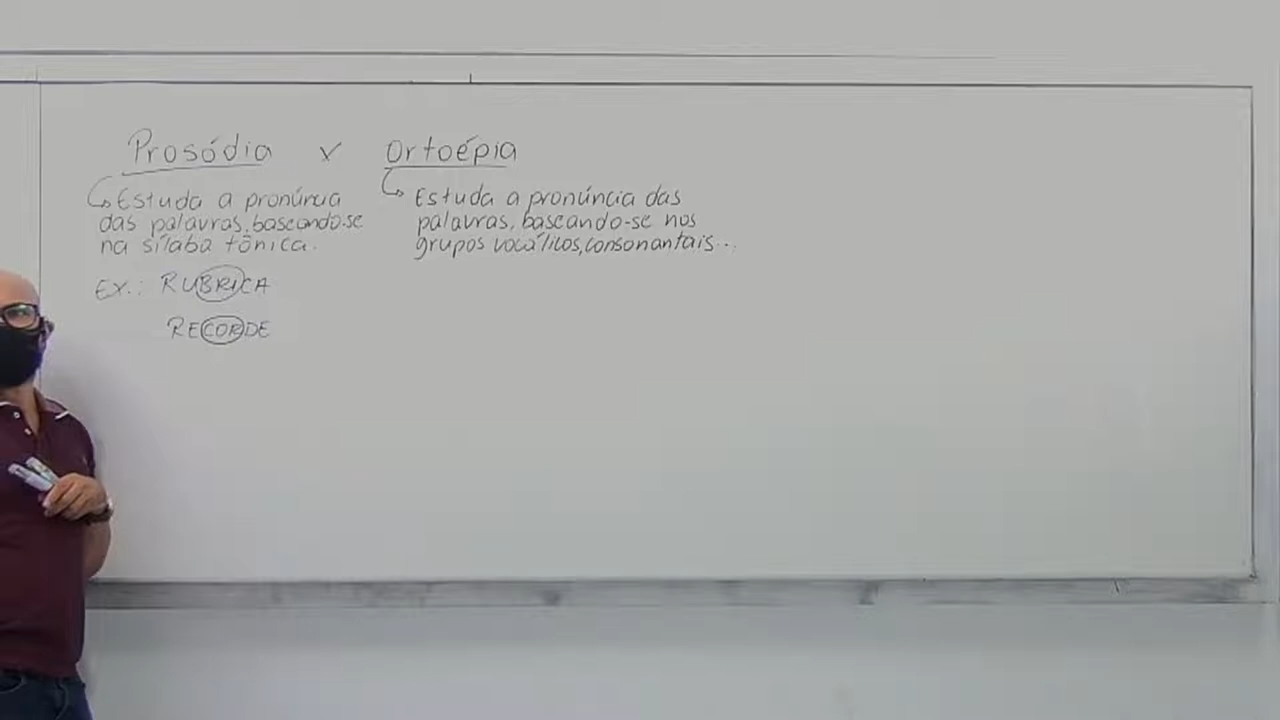 Prosódia x Ortoépia
Estuda a pronúncia
das palavras, baseando-se
na sílaba tônica.
Ex.: RUBRICA
RECORDE
Estuda a pronúncia das
palavras, baseando-se nos
grupos vocálicos, consonantais...